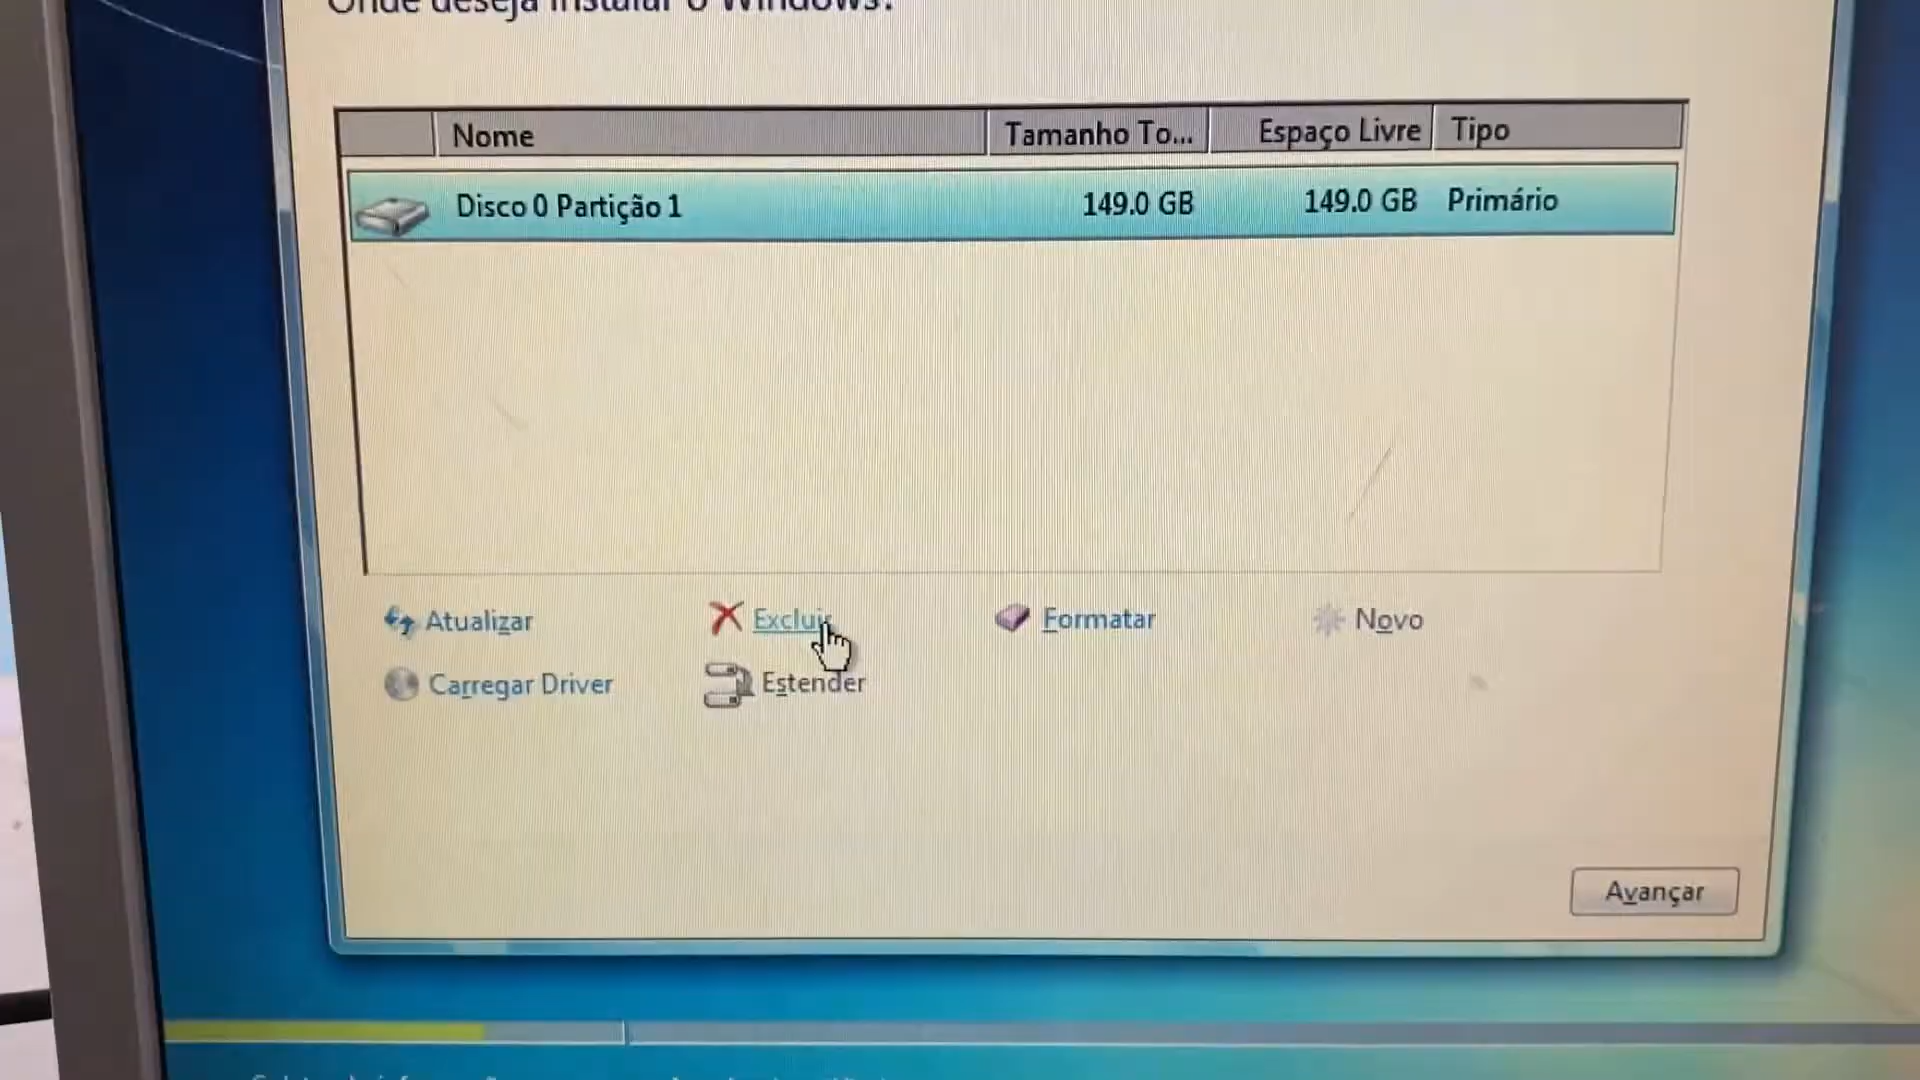 Onde deseja instalar o Windows?
Nome Tamanho To... Espaço Livre Tipo
Disco 0 Partição 1 149.0 GB 149.0 GB Primário
Atualizar Excluir Formatar Novo
Carregar Driver Estender
Avançar